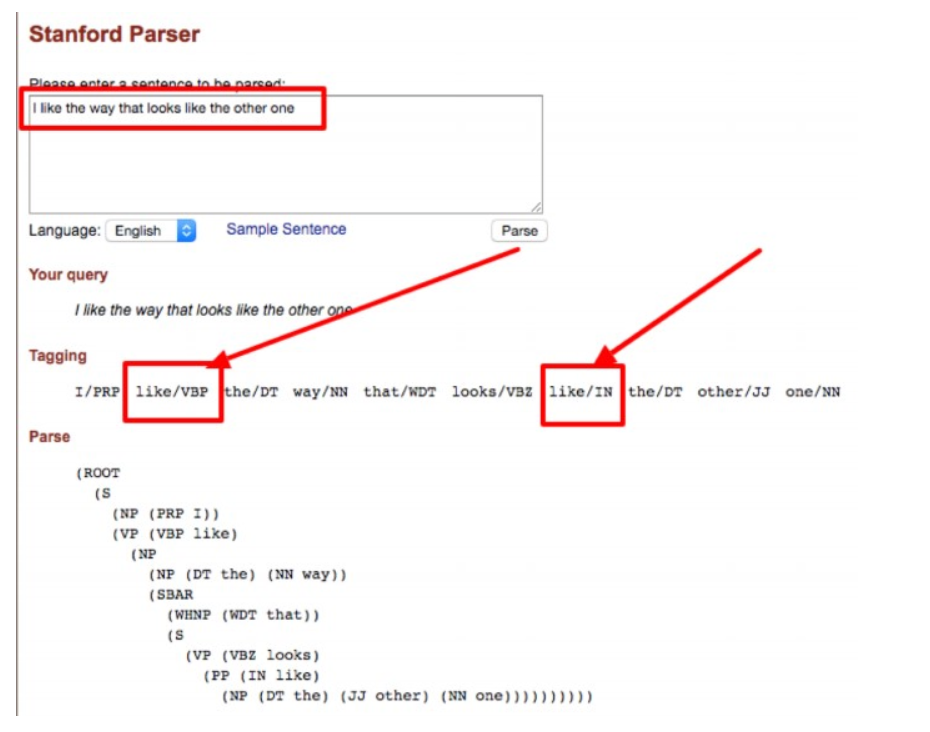 Stanford Parser
Please enter a sentence to be parsed:
I like the way that looks like the other one
Language: English Sample Sentence Parse
Your query
I like the way that looks like the other one
Tagging
I/PRP like/VBP the/DT way/NN that/WDT looks/VBZ like/IN the/DT other/JJ one/NN
Parse
(ROOT
(S
(NP (PRP I))
(VP (VBP like)
(NP
(NP (DT the) (NN way))
(SBAR
(WHNP (WDT that))
(S
(VP (VBZ looks)
(PP (IN like)
(NP (DT the) (JJ other) (NN one))))))))))